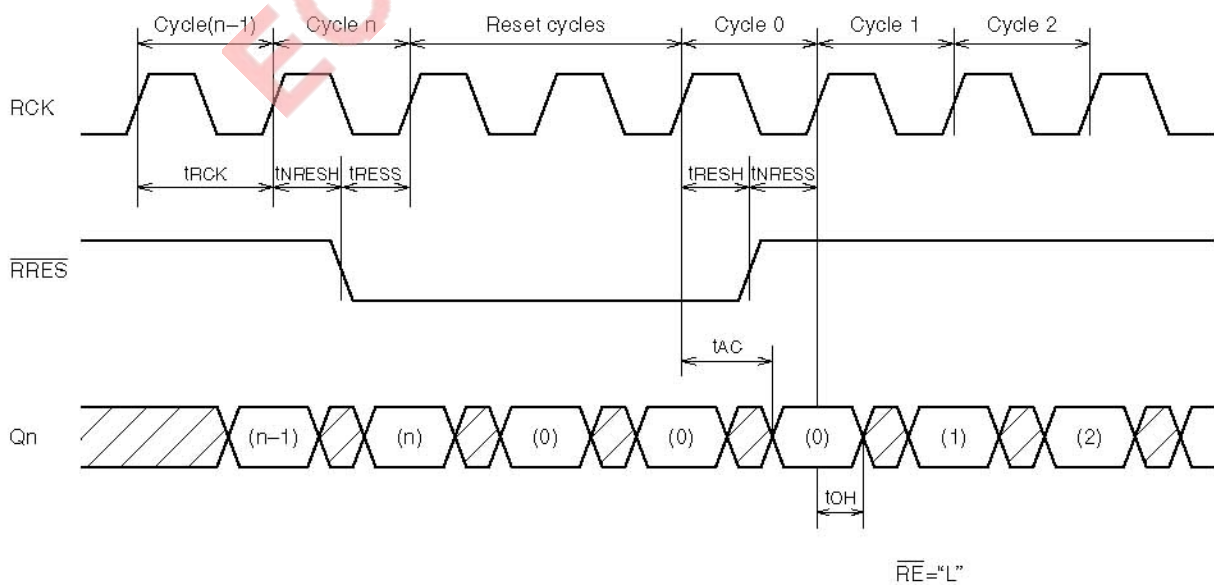 Cycle(n–1) Cycle n Reset cycles Cycle 0 Cycle 1 Cycle 2
RCK
tRCK tNRESH tRESS tRESH tNRESS
RRES
tAC
Qn (n–1) (n) (0) (0) (0) (1) (2)
tOH
RE=“L”